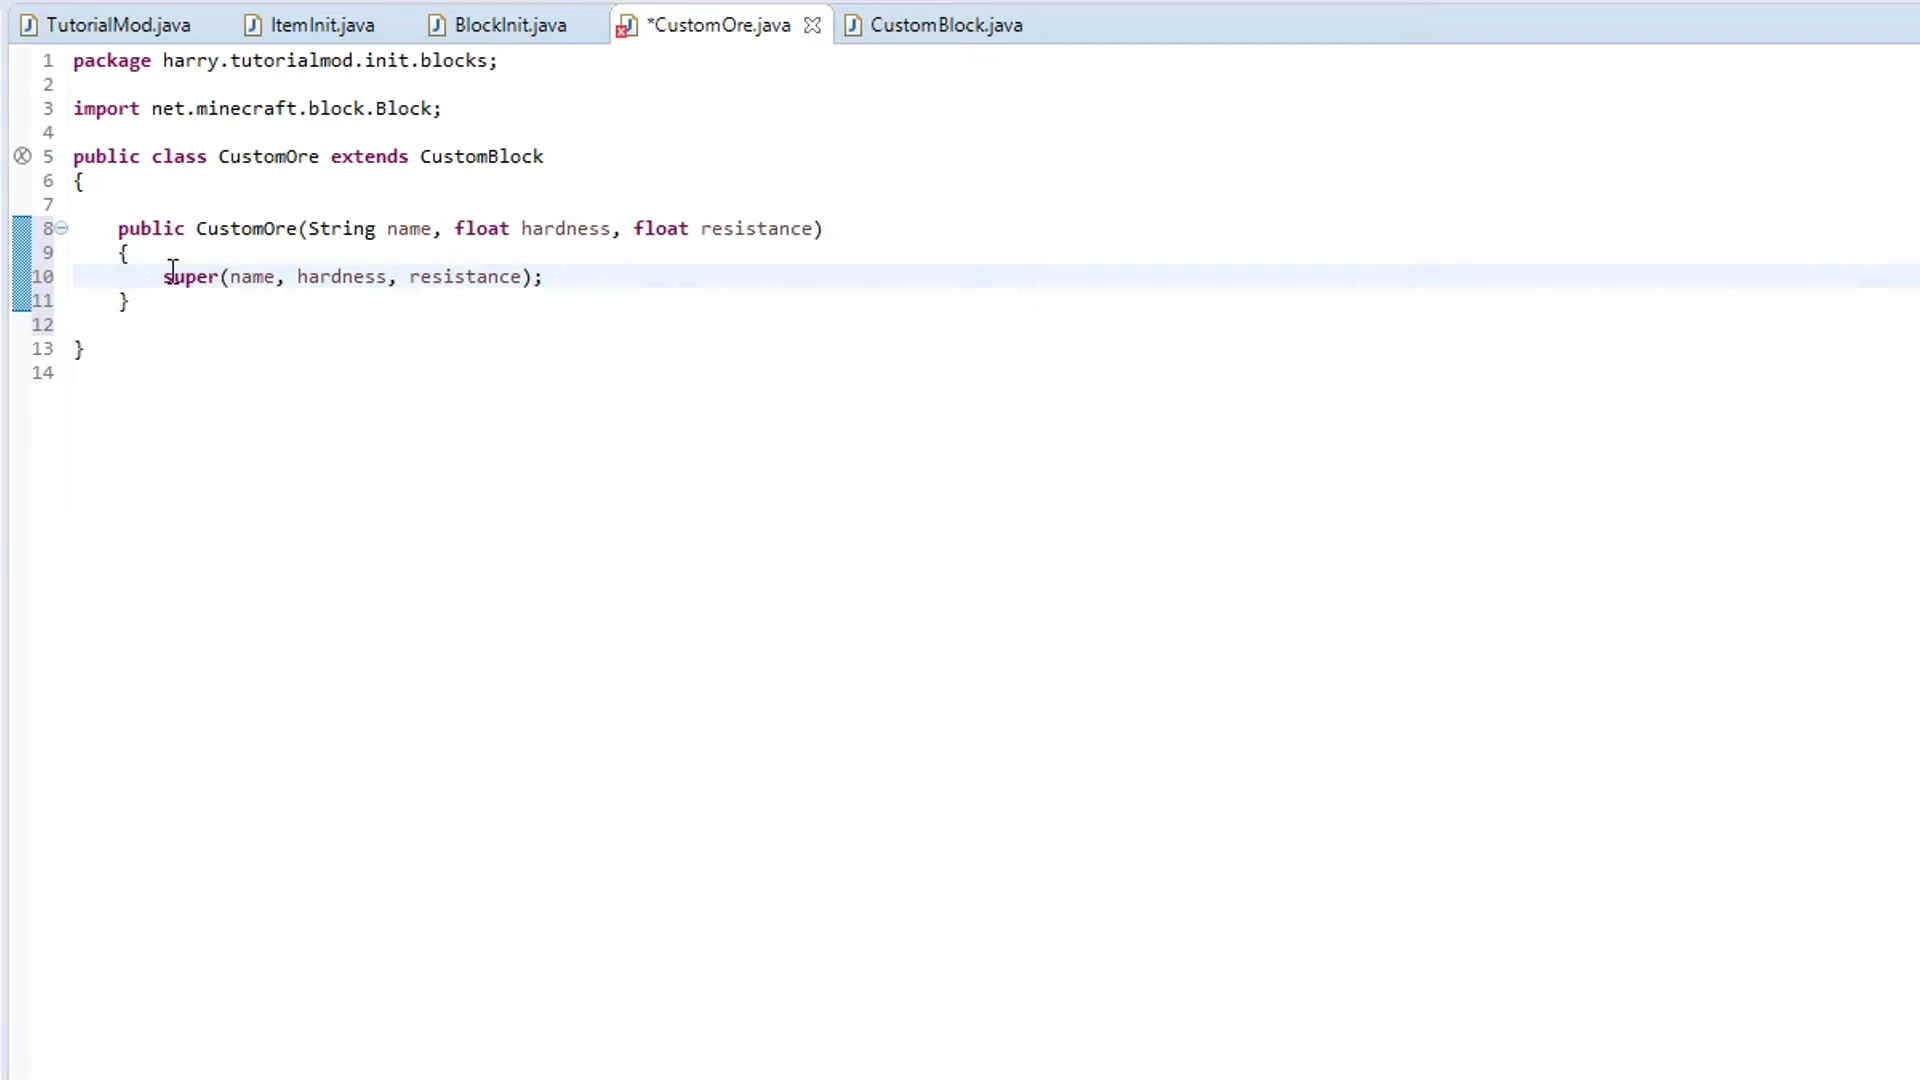 TutorialMod.java ItemInit.java BlockInit.java *CustomOre.java CustomBlock.java
1 package harry.tutorialmod.init.blocks;
2
3 import net.minecraft.block.Block;
4
5 public class CustomOre extends CustomBlock
6 {
7
8 public CustomOre(String name, float hardness, float resistance)
9 {
10 super(name, hardness, resistance);
11 }
12
13 }
14